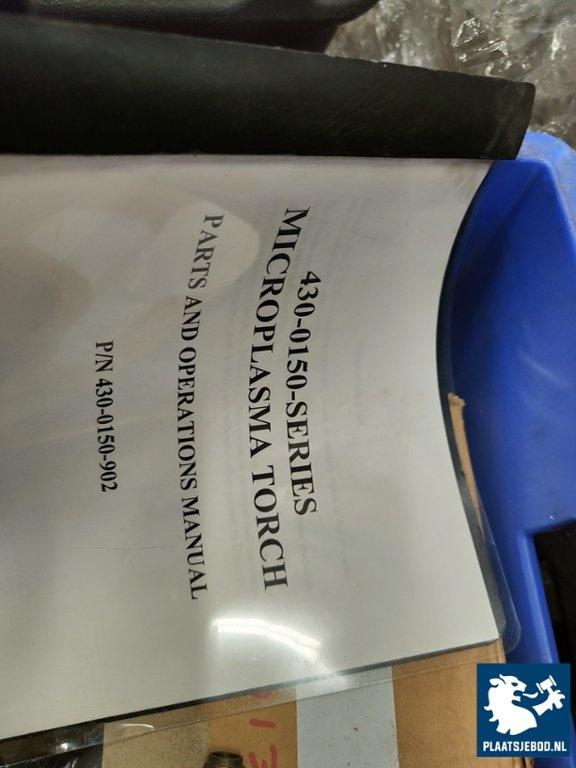 430-0150-SERIES
MICROPLASMA TORCH
PARTS AND OPERATIONS MANUAL
P/N 430-0150-902
PLAATSJEBOD.NL